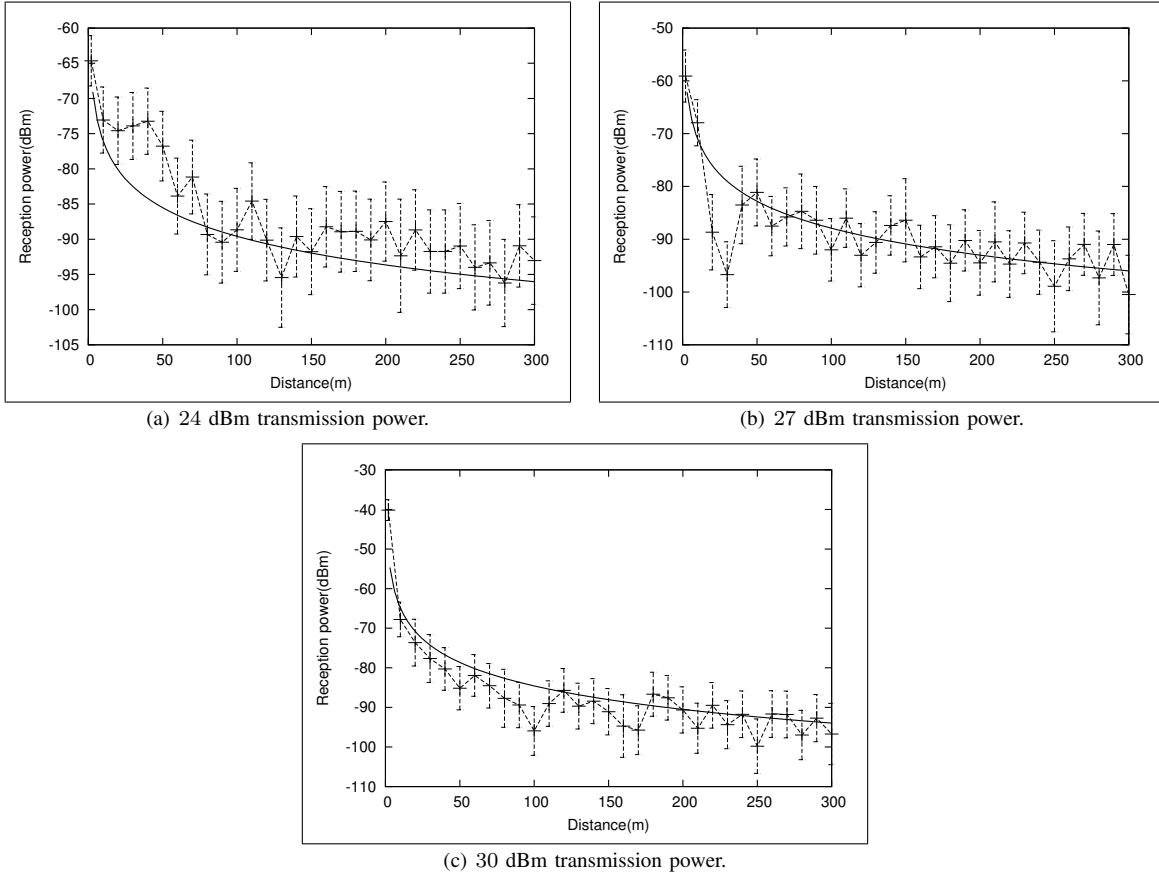 -60
-65
-70
-75
-80
-85
-90
-95
-100
-105
0 50 100 150 200 250 300
Reception power(dBm)
Distance(m)
(a) 24 dBm transmission power.
-50
-60
-70
-80
-90
-100
-110
0 50 100 150 200 250 300
Reception power(dBm)
Distance(m)
(b) 27 dBm transmission power.
-30
-40
-50
-60
-70
-80
-90
-100
-110
0 50 100 150 200 250 300
Reception power(dBm)
Distance(m)
(c) 30 dBm transmission power.